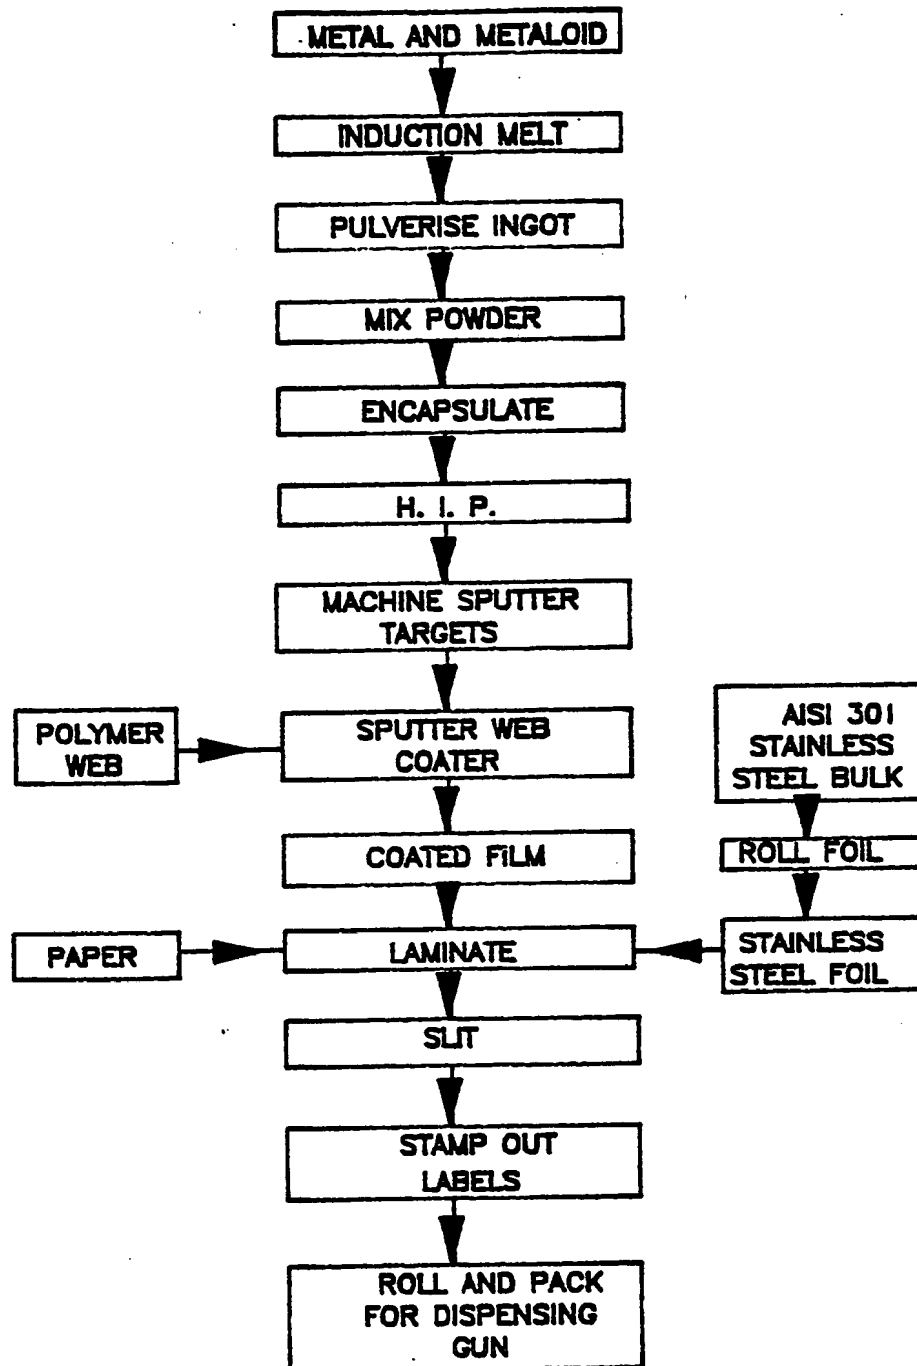 METAL AND METALOID
INDUCTION MELT
PULVERISE INGOT
MIX POWDER
ENCAPSULATE
H. I. P.
MACHINE SPUTTER
TARGETS
POLYMER
WEB
SPUTTER WEB
COATER
AISI 301
STAINLESS
STEEL BULK
COATED FILM
ROLL FOIL
PAPER
LAMINATE
STAINLESS
STEEL FOIL
SLIT
STAMP OUT
LABELS
ROLL AND PACK
FOR DISPENSING
GUN